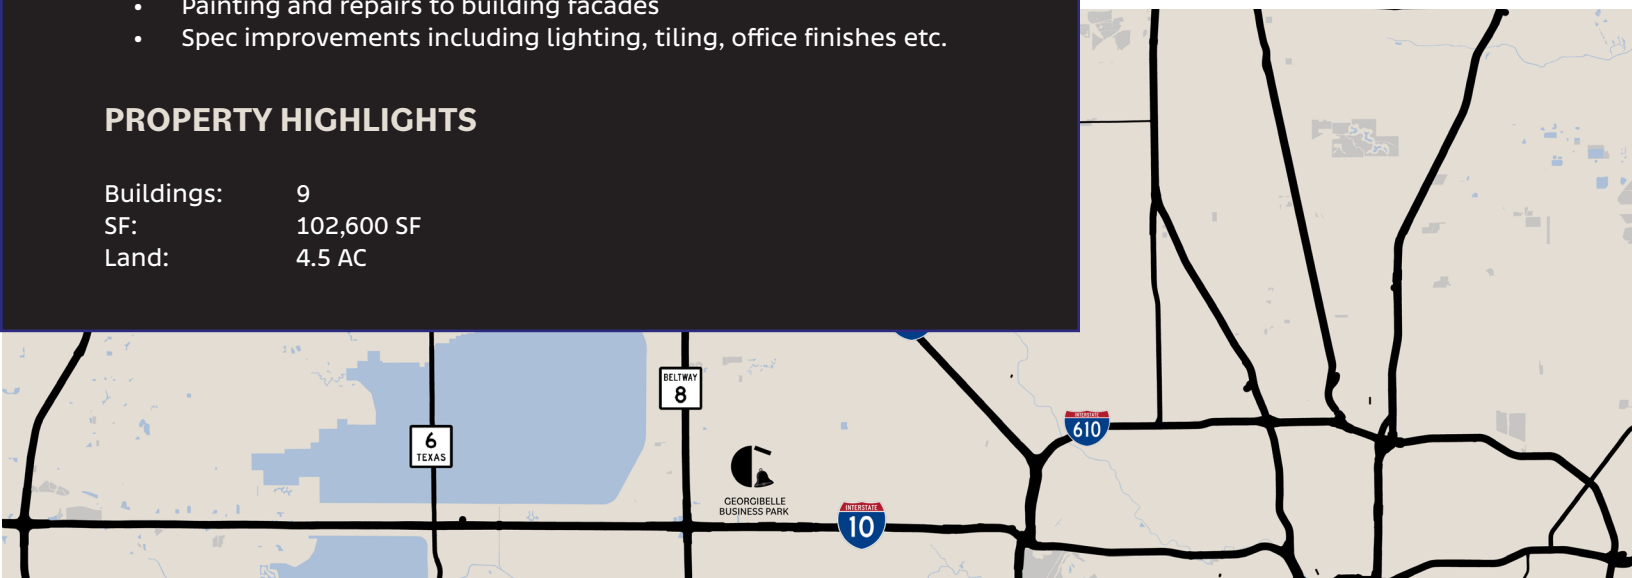 • Painting and repairs to building facades
• Spec improvements including lighting, tiling, office finishes etc.
PROPERTY HIGHLIGHTS
Buildings: 9
SF: 102,600 SF
Land: 4.5 AC
BELTWAY
8
6
TEXAS
INTERSTATE
610
GEORGIBELLE
BUSINESS PARK
INTERSTATE
10